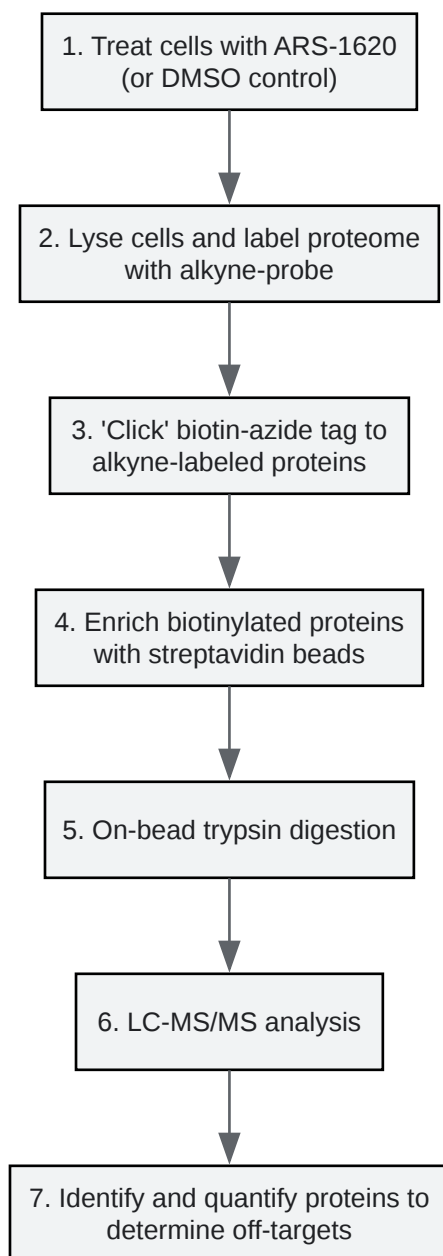 1. Treat cells with ARS-1620
(or DMSO control)
2. Lyse cells and label proteome
with alkyne-probe
3. 'Click' biotin-azide tag to
alkyne-labeled proteins
4. Enrich biotinylated proteins
with streptavidin beads
5. On-bead trypsin digestion
6. LC-MS/MS analysis
7. Identify and quantify proteins to
determine off-targets